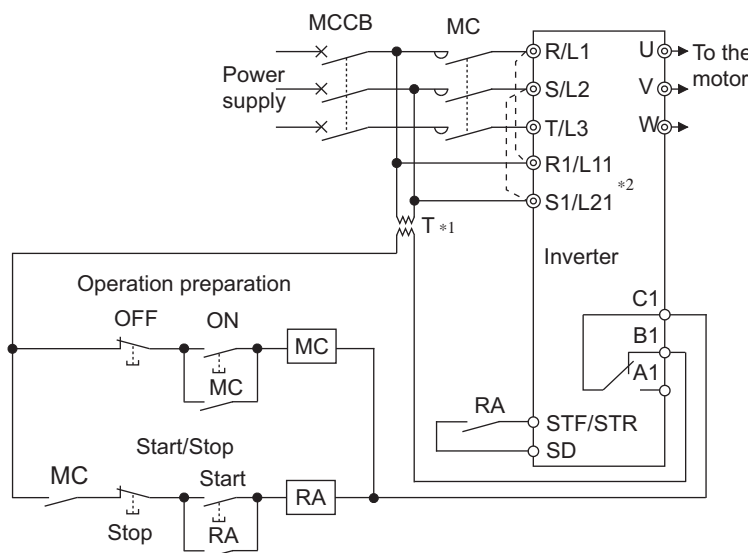 MCCB
MC
Power
supply
R/L1
S/L2
T/L3
R1/L11
S1/L21
*2
U
V
W
To the
motor
T *1
Inverter
Operation preparation
OFF
ON
MC
MC
C1
B1
A1
RA
STF/STR
SD
Start/Stop
MC
Stop
Start
RA
RA